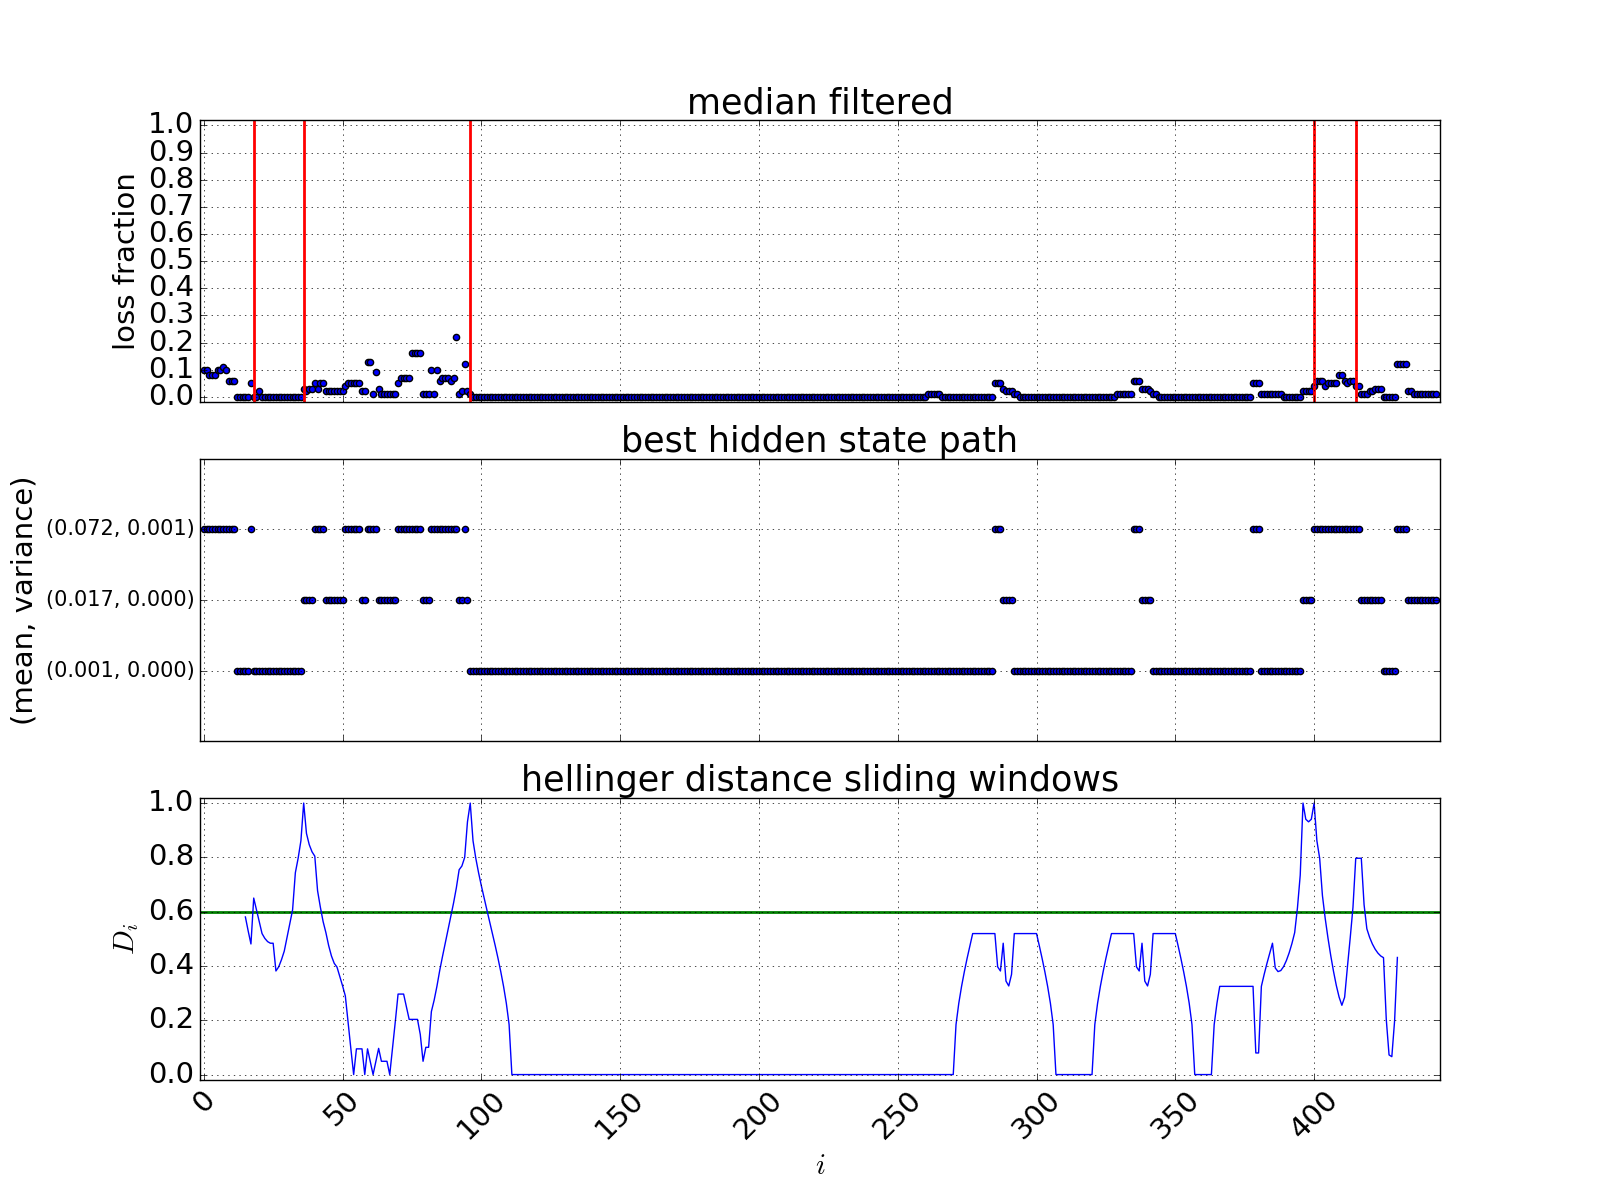 median filtered
1.0
0.9
0.8
0.7
0.6
0.5
0.4
0.3
0.2
0.1
0.0
loss fraction
best hidden state path
(0.072, 0.001)
(0.017, 0.000)
(0.001, 0.000)
(mean, variance)
hellinger distance sliding windows
1.0
0.8
0.6
0.4
0.2
0.0
D_i
0 50 100 150 200 250 300 350 400
i